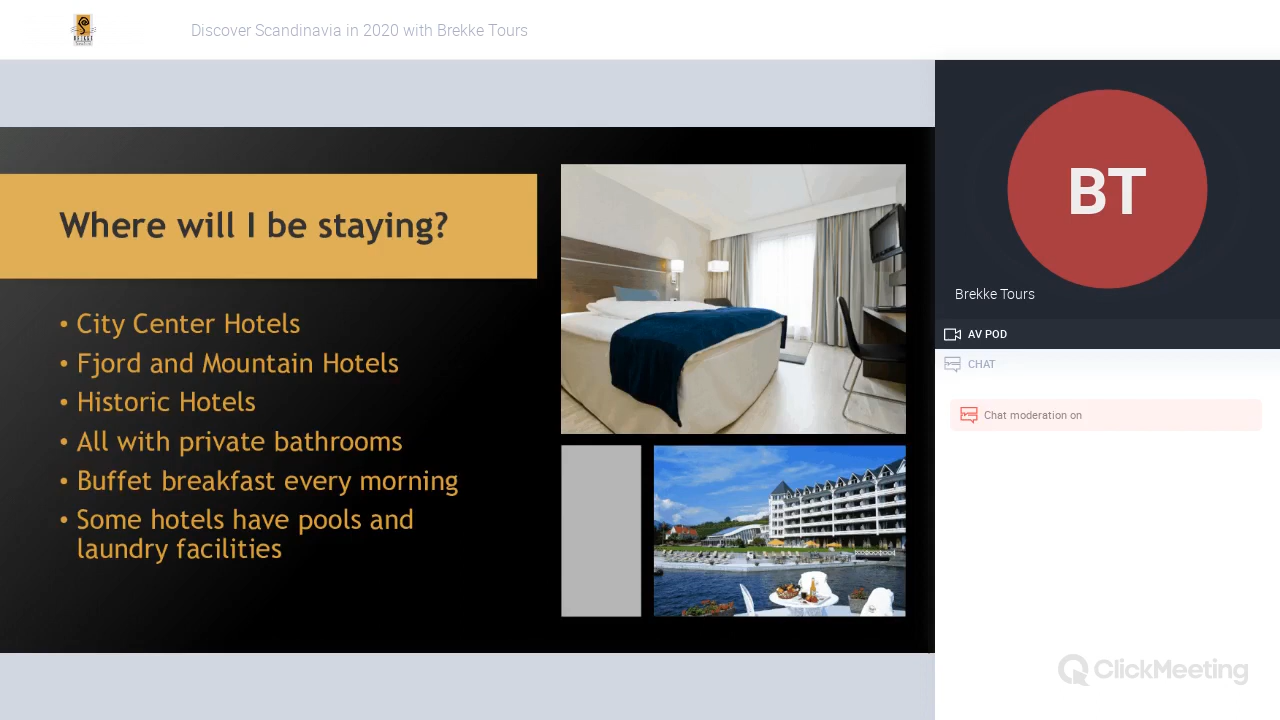 BREKKE
Discover Scandinavia in 2020 with Brekke Tours
Where will I be staying?
• City Center Hotels
• Fjord and Mountain Hotels
• Historic Hotels
• All with private bathrooms
• Buffet breakfast every morning
• Some hotels have pools and
laundry facilities
BT
Brekke Tours
AV POD
CHAT
Chat moderation on
ClickMeeting